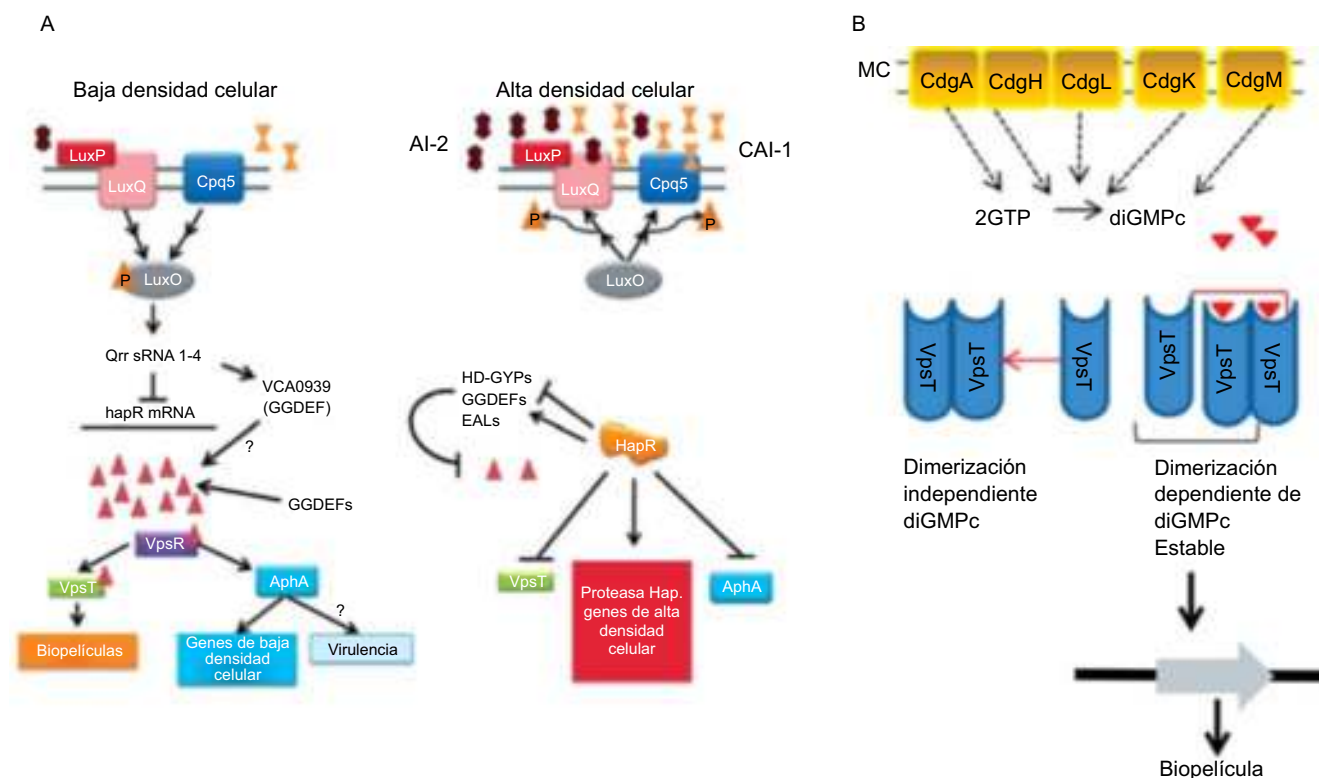 A
Baja densidad celular
LuxP
LuxQ
Cpq5
P
LuxO
Qrr sRNA 1-4
hapR mRNA
VCA0939
(GGDEF)
?
GGDEFs
VpsR
VpsT
AphA
?
Biopelículas
Genes de baja
densidad
celular
Virulencia
Alta densidad celular
AI-2
CAI-1
LuxP
LuxQ
Cpq5
P
P
LuxO
HD-GYPs
GGDEFs
EALs
HapR
VpsT
Proteasa Hap.
genes de alta
densidad
celular
AphA
B
MC
CdgA
CdgH
CdgL
CdgK
CdgM
2GTP
diGMPc
VpsT
VpsT
VpsT
VpsT
VpsT
VpsT
Dimerización
independiente
diGMPc
Dimerización
dependiente de
diGMPc
Estable
Biopelícula